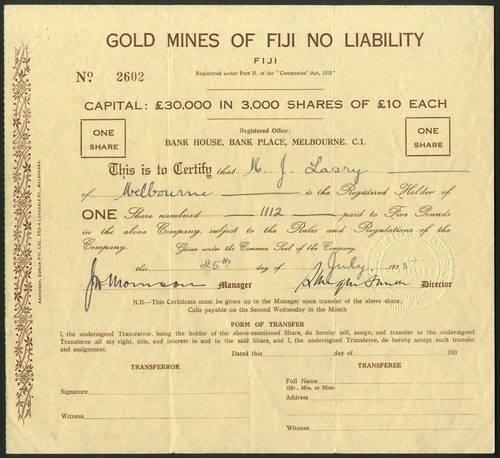 GOLD MINES OF FIJI NO LIABILITY
FIJI
Registered under Part II. of the "Companies' Act, 1928"
No. 2602
CAPITAL: £30,000 IN 3,000 SHARES OF £10 EACH
ONE SHARE
Registered Office:
BANK HOUSE, BANK PLACE, MELBOURNE. C.1.
ONE SHARE
This is to Certify that M. J. Lasry
of Melbourne is the Registered Holder of
ONE Share numbered 1112 paid to Five Pounds
in the above Company, subject to the Rules and Regulations of the
Company. Given under the Common Seal of the Company
this 25th day of July 193
Manager Director
N.B.—This Certificate must be given up to the Manager upon transfer of the above share.
Calls payable on the Second Wednesday in the Month
FORM OF TRANSFER
I, the undersigned Transferror, being the holder of the above-mentioned Share, do hereby sell, assign, and transfer to the undersigned
Transferee all my right, title, and interest in and to the said Share, and I, the undersigned Transferee, do hereby accept such transfer
and assignment. Dated this day of 193
TRANSFERROR
TRANSFEREE
Full Name
(Mr., Mrs. or Miss)
Signature
Address
Witness
Witness